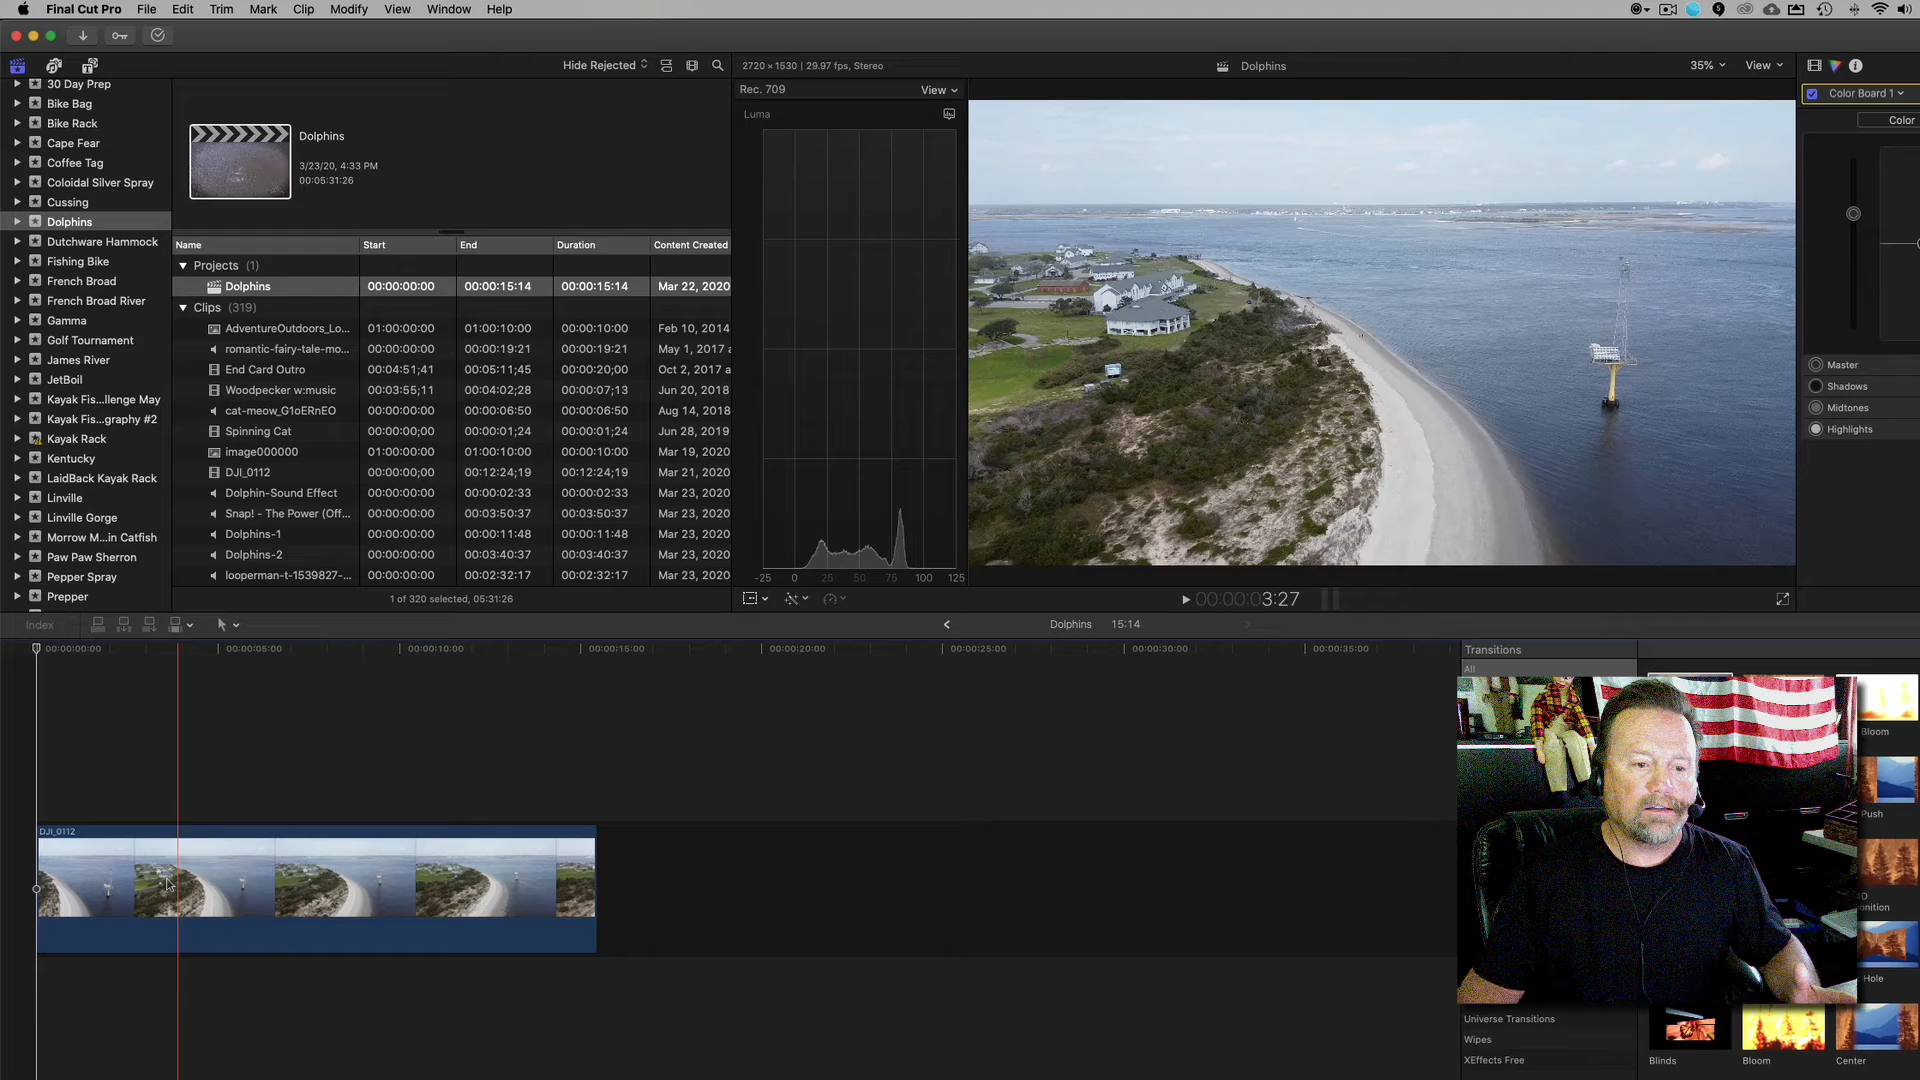 Final Cut Pro File Edit Trim Mark Clip Modify View Window Help
Hide Rejected
2720 × 1530 | 29.97 fps, Stereo
Dolphins
35%
View
30 Day Prep
Bike Bag
Bike Rack
Cape Fear
Coffee Tag
Coloidal Silver Spray
Cussing
Dolphins
Dutchware Hammock
Fishing Bike
French Broad
French Broad River
Gamma
Golf Tournament
James River
JetBoil
Kayak Fis...llenge May
Kayak Fis...graphy #2
Kayak Rack
Kentucky
LaidBack Kayak Rack
Linville
Linville Gorge
Morrow M...in Catfish
Paw Paw Sherron
Pepper Spray
Prepper
Dolphins
3/23/20, 4:33 PM
00:05:31:26
Name Start End Duration Content Created
Projects (1)
Dolphins 00:00:00:00 00:00:15:14 00:00:15:14 Mar 22, 2020
Clips (319)
AdventureOutdoors_Lo... 01:00:00:00 01:00:10:00 00:00:10:00 Feb 10, 2014
romantic-fairy-tale-mo... 00:00:00:00 00:00:19:21 00:00:19:21 May 1, 2017 a
End Card Outro 00:04:51;41 00:05:11;45 00:00:20;00 Oct 2, 2017 a
Woodpecker w:music 00:03:55;11 00:04:02;28 00:00:07;13 Jun 20, 2018
cat-meow_G1oERnEO 00:00:00:00 00:00:06:50 00:00:06:50 Aug 14, 2018
Spinning Cat 00:00:00;00 00:00:01;24 00:00:01;24 Jun 28, 2019
image000000 01:00:00:00 01:00:10:00 00:00:10:00 Mar 19, 2020
DJI_0112 00:00:00;00 00:12:24;19 00:12:24;19 Mar 21, 2020
Dolphin-Sound Effect 00:00:00:00 00:00:02:33 00:00:02:33 Mar 23, 2020
Snap! - The Power (Off... 00:00:00:00 00:03:50:37 00:03:50:37 Mar 23, 2020
Dolphins-1 00:00:00:00 00:00:11:48 00:00:11:48 Mar 23, 2020
Dolphins-2 00:00:00:00 00:03:40:37 00:03:40:37 Mar 23, 2020
looperman-t-1539827-... 00:00:00:00 00:02:32:17 00:02:32:17 Mar 23, 2020
1 of 320 selected, 05:31:26
Rec. 709
View
Luma
-25 0 25 50 75 100 125
00:00:03:27
Color Board 1
Color
Master
Shadows
Midtones
Highlights
Index
Dolphins 15:14
00:00:00:00 00:00:05:00 00:00:10:00 00:00:15:00 00:00:20:00 00:00:25:00 00:00:30:00 00:00:35:00
DJI_0112
Transitions
All
Bloom
Push
Hole
Universe Transitions
Wipes
XEffects Free
Blinds
Bloom
Center